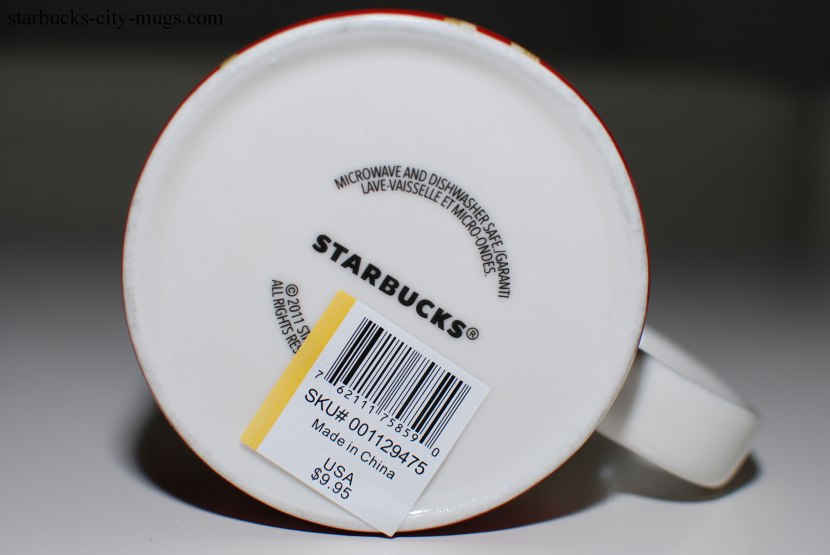 starbucks-city-mugs.com
MICROWAVE AND DISHWASHER SAFE./GARANTI
LAVE-VAISSELLE ET MICRO-ONDES.
STARBUCKS®
© 2011
ALL RIGHTS
7 62111 75859 0
SKU# 001129475
Made in China
USA
$9.95